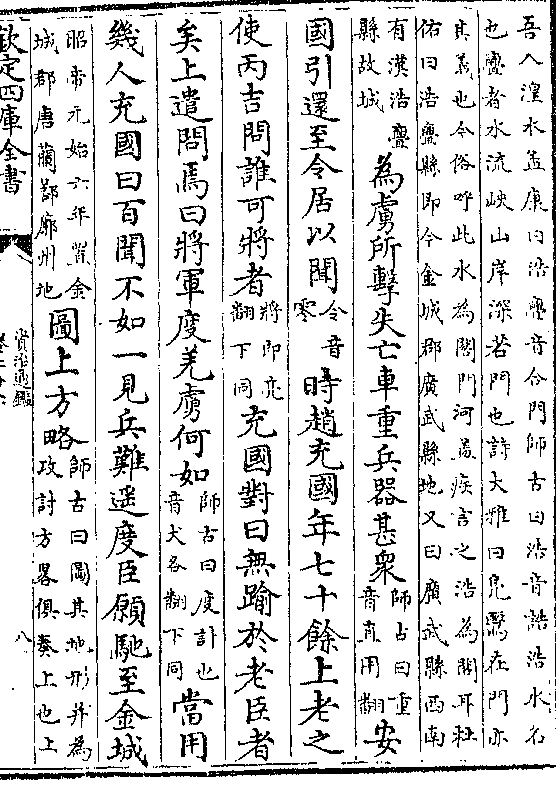 吾入湟水孟康曰浩亹音合門師古曰浩音誥浩水名
也亹者水流峽山岸深若門也詩大雅曰鳬鷖在門亦
其義也今俗呼此水為閤門河蓋疾言之浩為閤耳杜
佑曰浩亹縣即今金城郡廣武縣地又曰廣武縣西南
有漢浩亹
縣故城
為虜所擊失亡車重兵器甚衆
師古曰重
音直用翻
安
國引還至令居以聞
令音
零
時趙充國年七十餘上老之
使丙吉問誰可將者
將即亮
翻下同
充國對曰無踰於老臣者
矣上遣問焉曰將軍度羌虜何如
師古曰度計也
音大各翻下同
當用
幾人充國曰百聞不如一見兵難遥度臣願馳至金城
昭帝元始六年置金
城郡唐蘭鄯廓州地
圖上方略
師古曰圖其地形并為
攻討方畧俱奏上也上
欽定四庫全書
資治通鑑
八